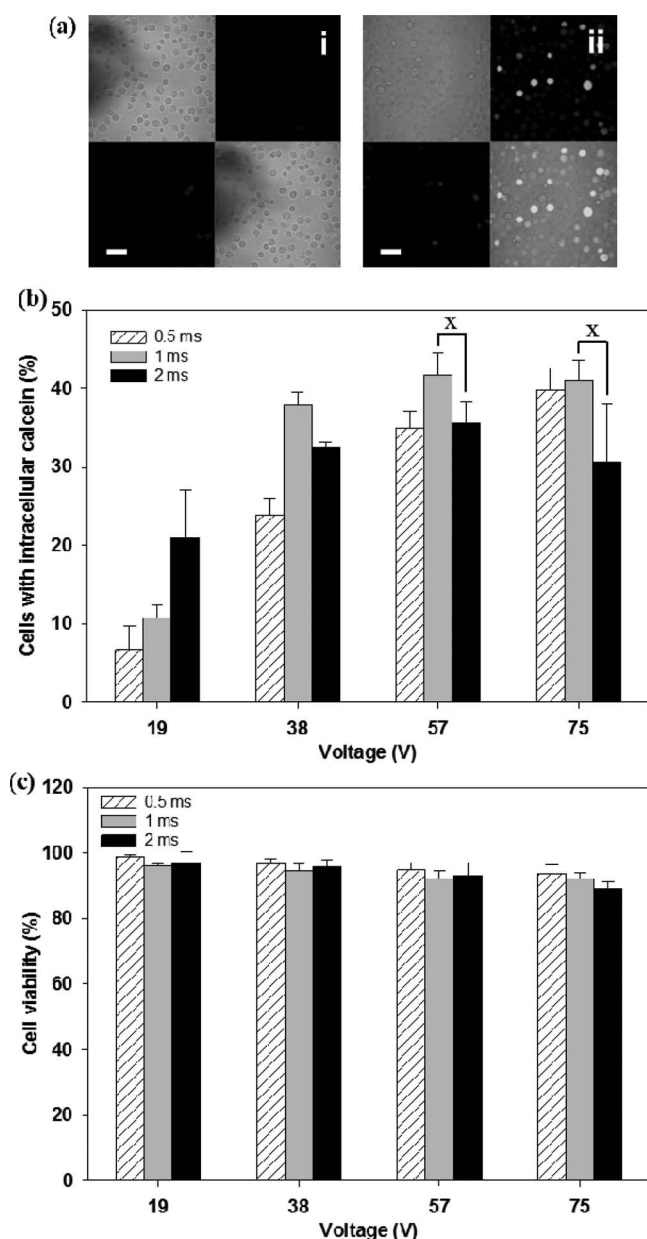 (a)
i
ii
(b)
50
40
30
20
10
0
Cells with intracellular calcein (%)
0.5 ms
1 ms
2 ms
x
x
19 38 57 75
Voltage (V)
(c)
120
100
80
60
40
20
0
Cell viability (%)
0.5 ms
1 ms
2 ms
19 38 57 75
Voltage (V)